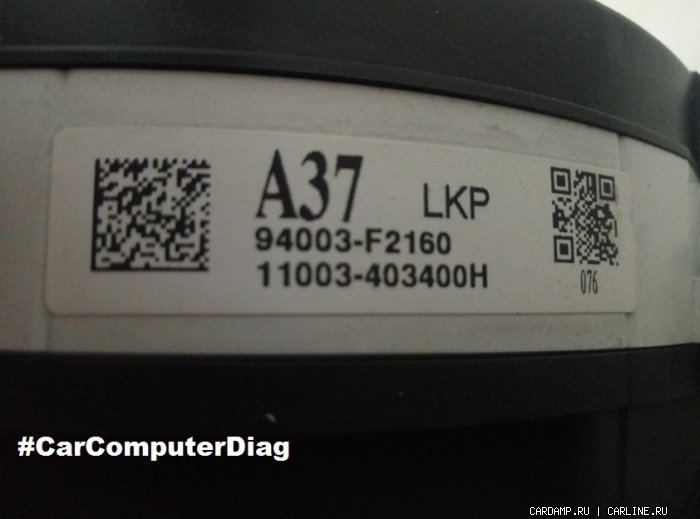 A37 LKP
94003-F2160
11003-403400H
076
#CarComputerDiag
CARDAMP.RU | CARLINE.RU